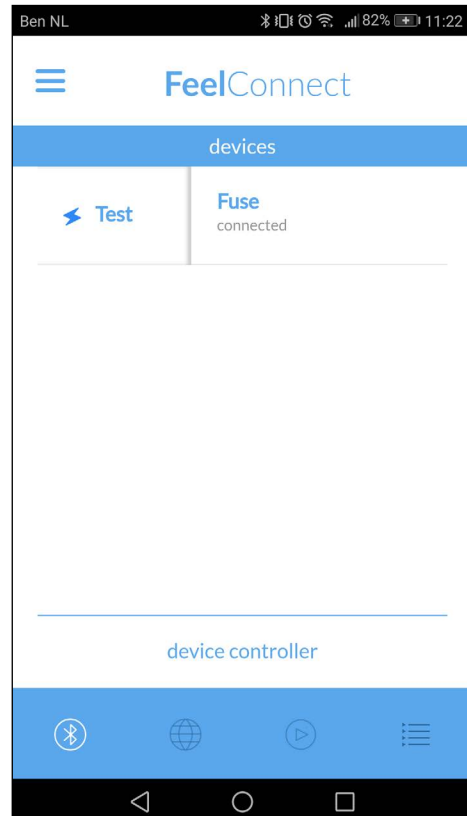 Ben NL 82% 11:22
FeelConnect
devices
Test
Fuse
connected
device controller